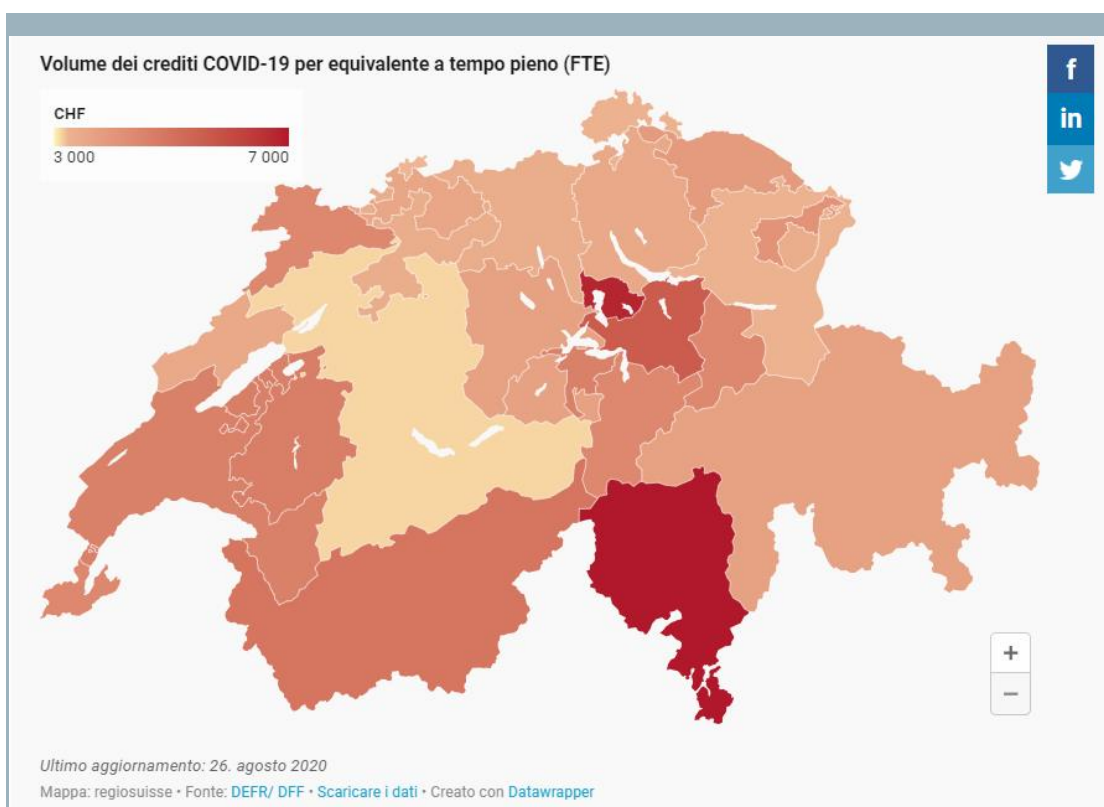 Volume dei crediti COVID-19 per equivalente a tempo pieno (FTE)
CHF
3 000 7 000
f
in
+
−
Ultimo aggiornamento: 26. agosto 2020
Mappa: regiosuisse • Fonte: DEFR/ DFF • Scaricare i dati • Creato con Datawrapper